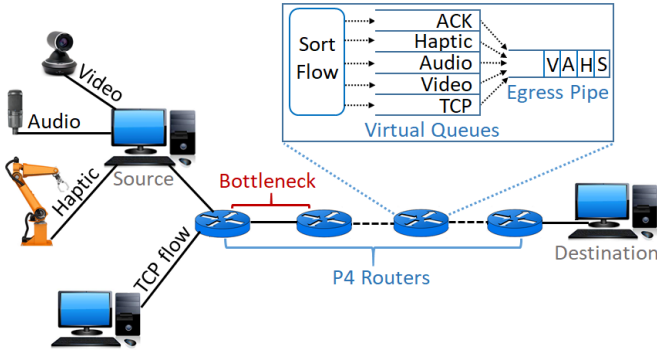 Video
Audio
Haptic
Source
TCP flow
Bottleneck
P4 Routers
Destination
Sort
Flow
ACK
Haptic
Audio
Video
TCP
Virtual Queues
V A H S
Egress Pipe